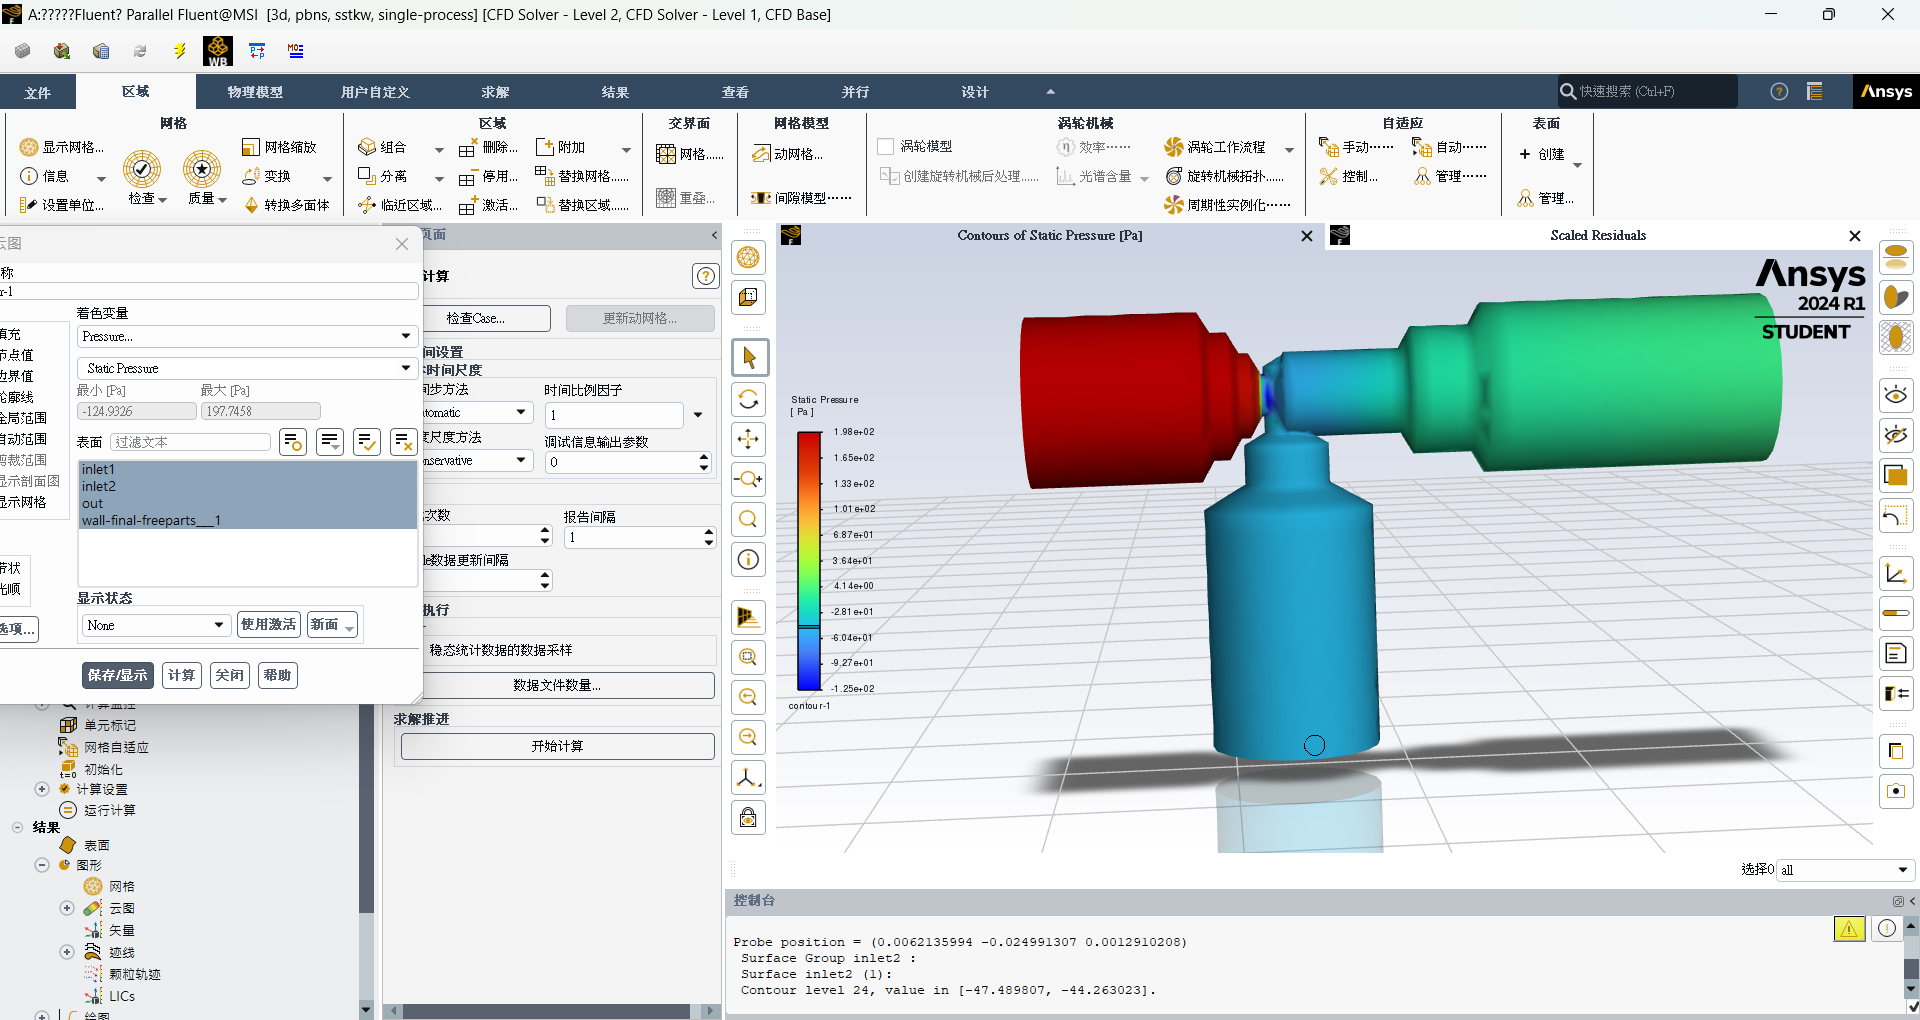 A:?????Fluent? Parallel Fluent@MSI [3d, pbns, sstkw, single-process] [CFD Solver - Level 2, CFD Solver - Level 1, CFD Base]
WB
文件
区域
物理模型
用户自定义
求解
结果
查看
并行
设计
快速搜索 (Ctrl+F)
Ansys
网格
区域
交界面
网格模型
涡轮机械
自适应
表面
显示网格...
信息
设置单位...
检查
质量
网格缩放
变换
转换多面体
组合
分离
临近区域...
删除...
停用...
激活...
附加
替换网格......
替换区域......
网格......
重叠...
动网格...
间隙模型……
涡轮模型
创建旋转机械后处理......
效率……
光谱含量
涡轮工作流程
旋转机械拓扑......
周期性实例化……
手动……
控制...
自动……
管理……
创建
管理...
云图
称
r-1
填充
节点值
边界值
轮廓线
全局范围
自动范围
剪裁范围
显示剖面图
显示网格
带状
光顺
选项...
着色变量
Pressure...
Static Pressure
最小 [Pa]
最大 [Pa]
-124.9326
197.7458
表面
过滤文本
inlet1
inlet2
out
wall-final-freeparts___1
显示状态
None
使用激活
新面
保存/显示
计算
关闭
帮助
计算监控
单元标记
网格自适应
初始化
计算设置
运行计算
结果
表面
图形
网格
云图
矢量
迹线
颗粒轨迹
LICs
绘图
页面
计算
检查Case...
更新动网格...
间设置
时间尺度
间步方法
时间比例因子
utomatic
1
度尺度方法
调试信息输出参数
nservative
0
次数
报告间隔
1
le数据更新间隔
执行
稳态统计数据的数据采样
数据文件数量...
求解推进
开始计算
Contours of Static Pressure [Pa]
Scaled Residuals
Ansys
2024 R1
STUDENT
Static Pressure
[ Pa ]
1.98e+02
1.65e+02
1.33e+02
1.01e+02
6.87e+01
3.64e+01
4.14e+00
-2.81e+01
-6.04e+01
-9.27e+01
-1.25e+02
contour-1
选择0
all
控制台
Probe position = (0.0062135994 -0.024991307 0.0012910208)
Surface Group inlet2 :
Surface inlet2 (1):
Contour level 24, value in [-47.489807, -44.263023].